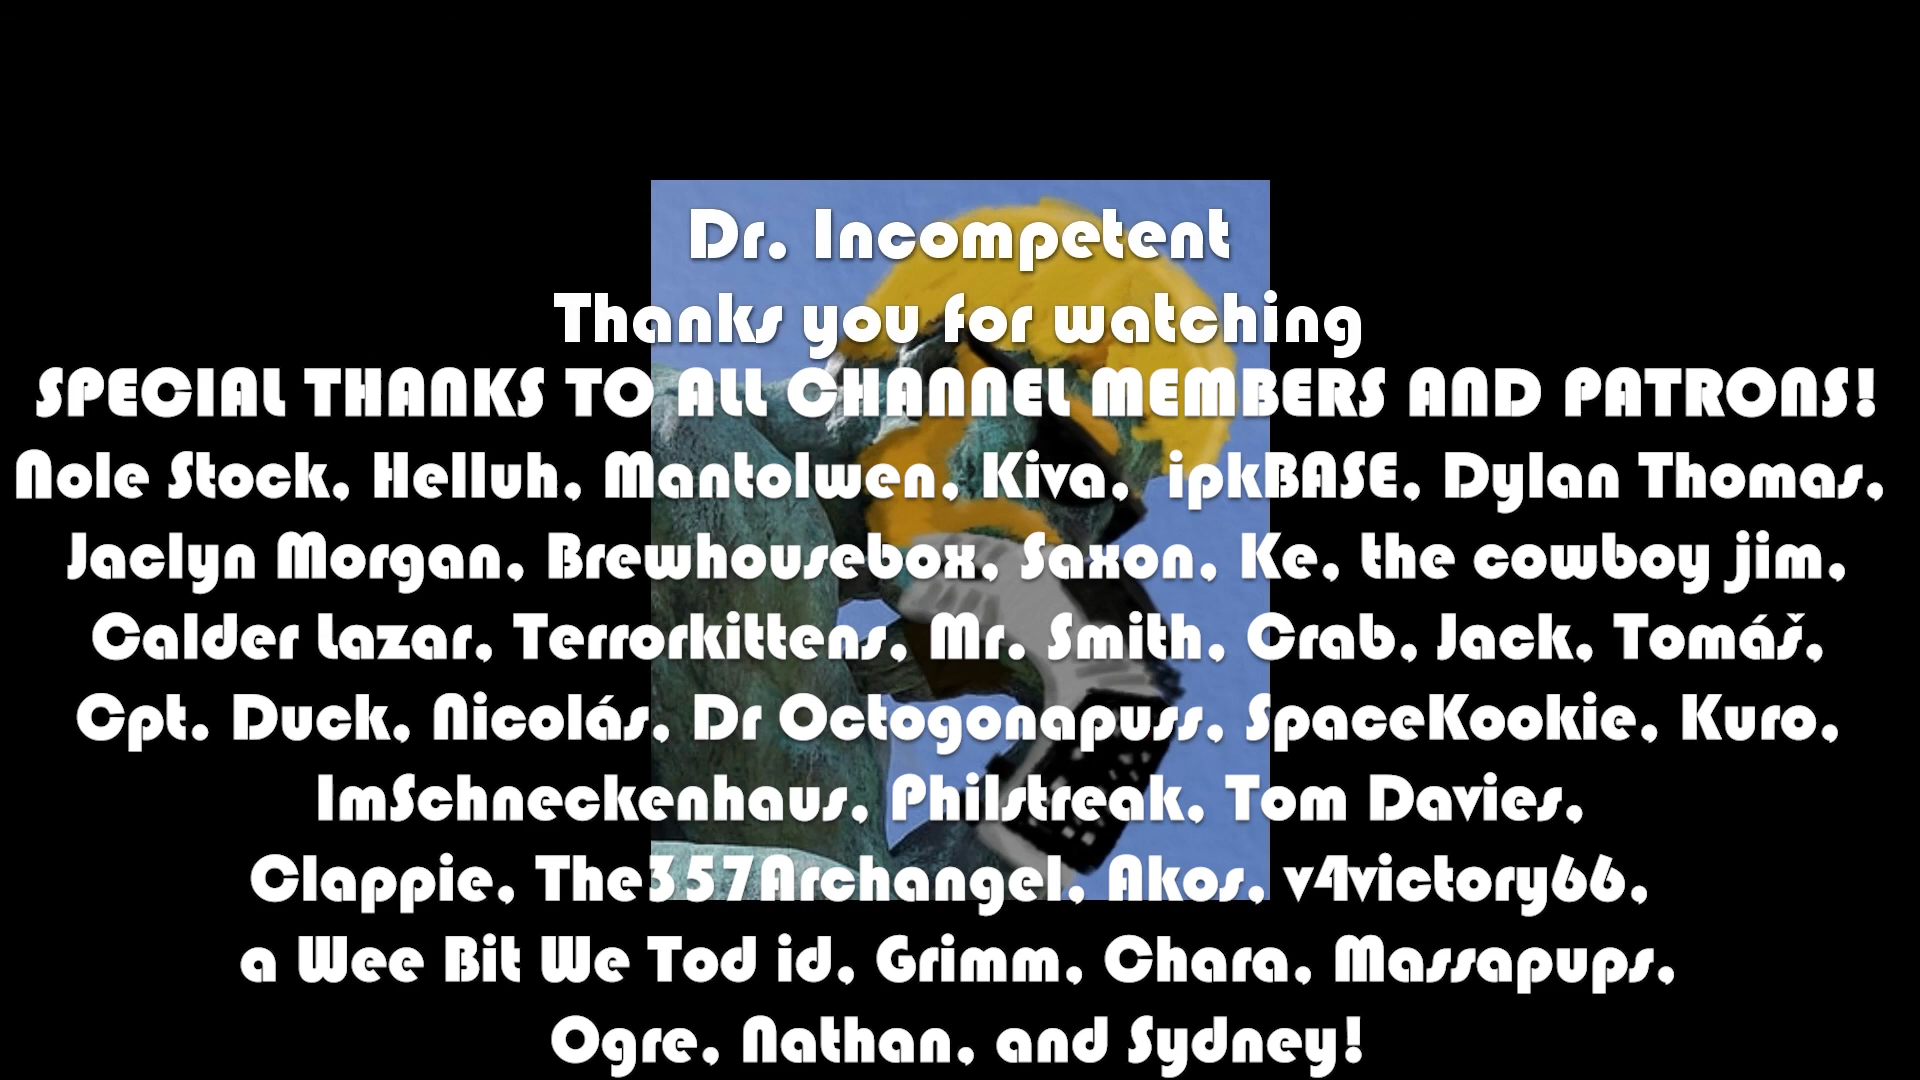 Dr. Incompetent
Thanks you for watching
SPECIAL THANKS TO ALL CHANNEL MEMBERS AND PATRONS!
Nole Stock, Helluh, Mantolwen, Kiva, ipkBASE, Dylan Thomas,
Jaclyn Morgan, Brewhousebox, Saxon, Ke, the cowboy jim,
Calder Lazar, Terrorkittens, Mr. Smith, Crab, Jack, Tomáš,
Cpt. Duck, Nicolás, Dr Octogonapuss, SpaceKookie, Kuro,
ImSchneckenhaus, Philstreak, Tom Davies,
Clappie, The357Archangel, Akos, v4victory66,
a Wee Bit We Tod id, Grimm, Chara, Massapups,
Ogre, Nathan, and Sydney!